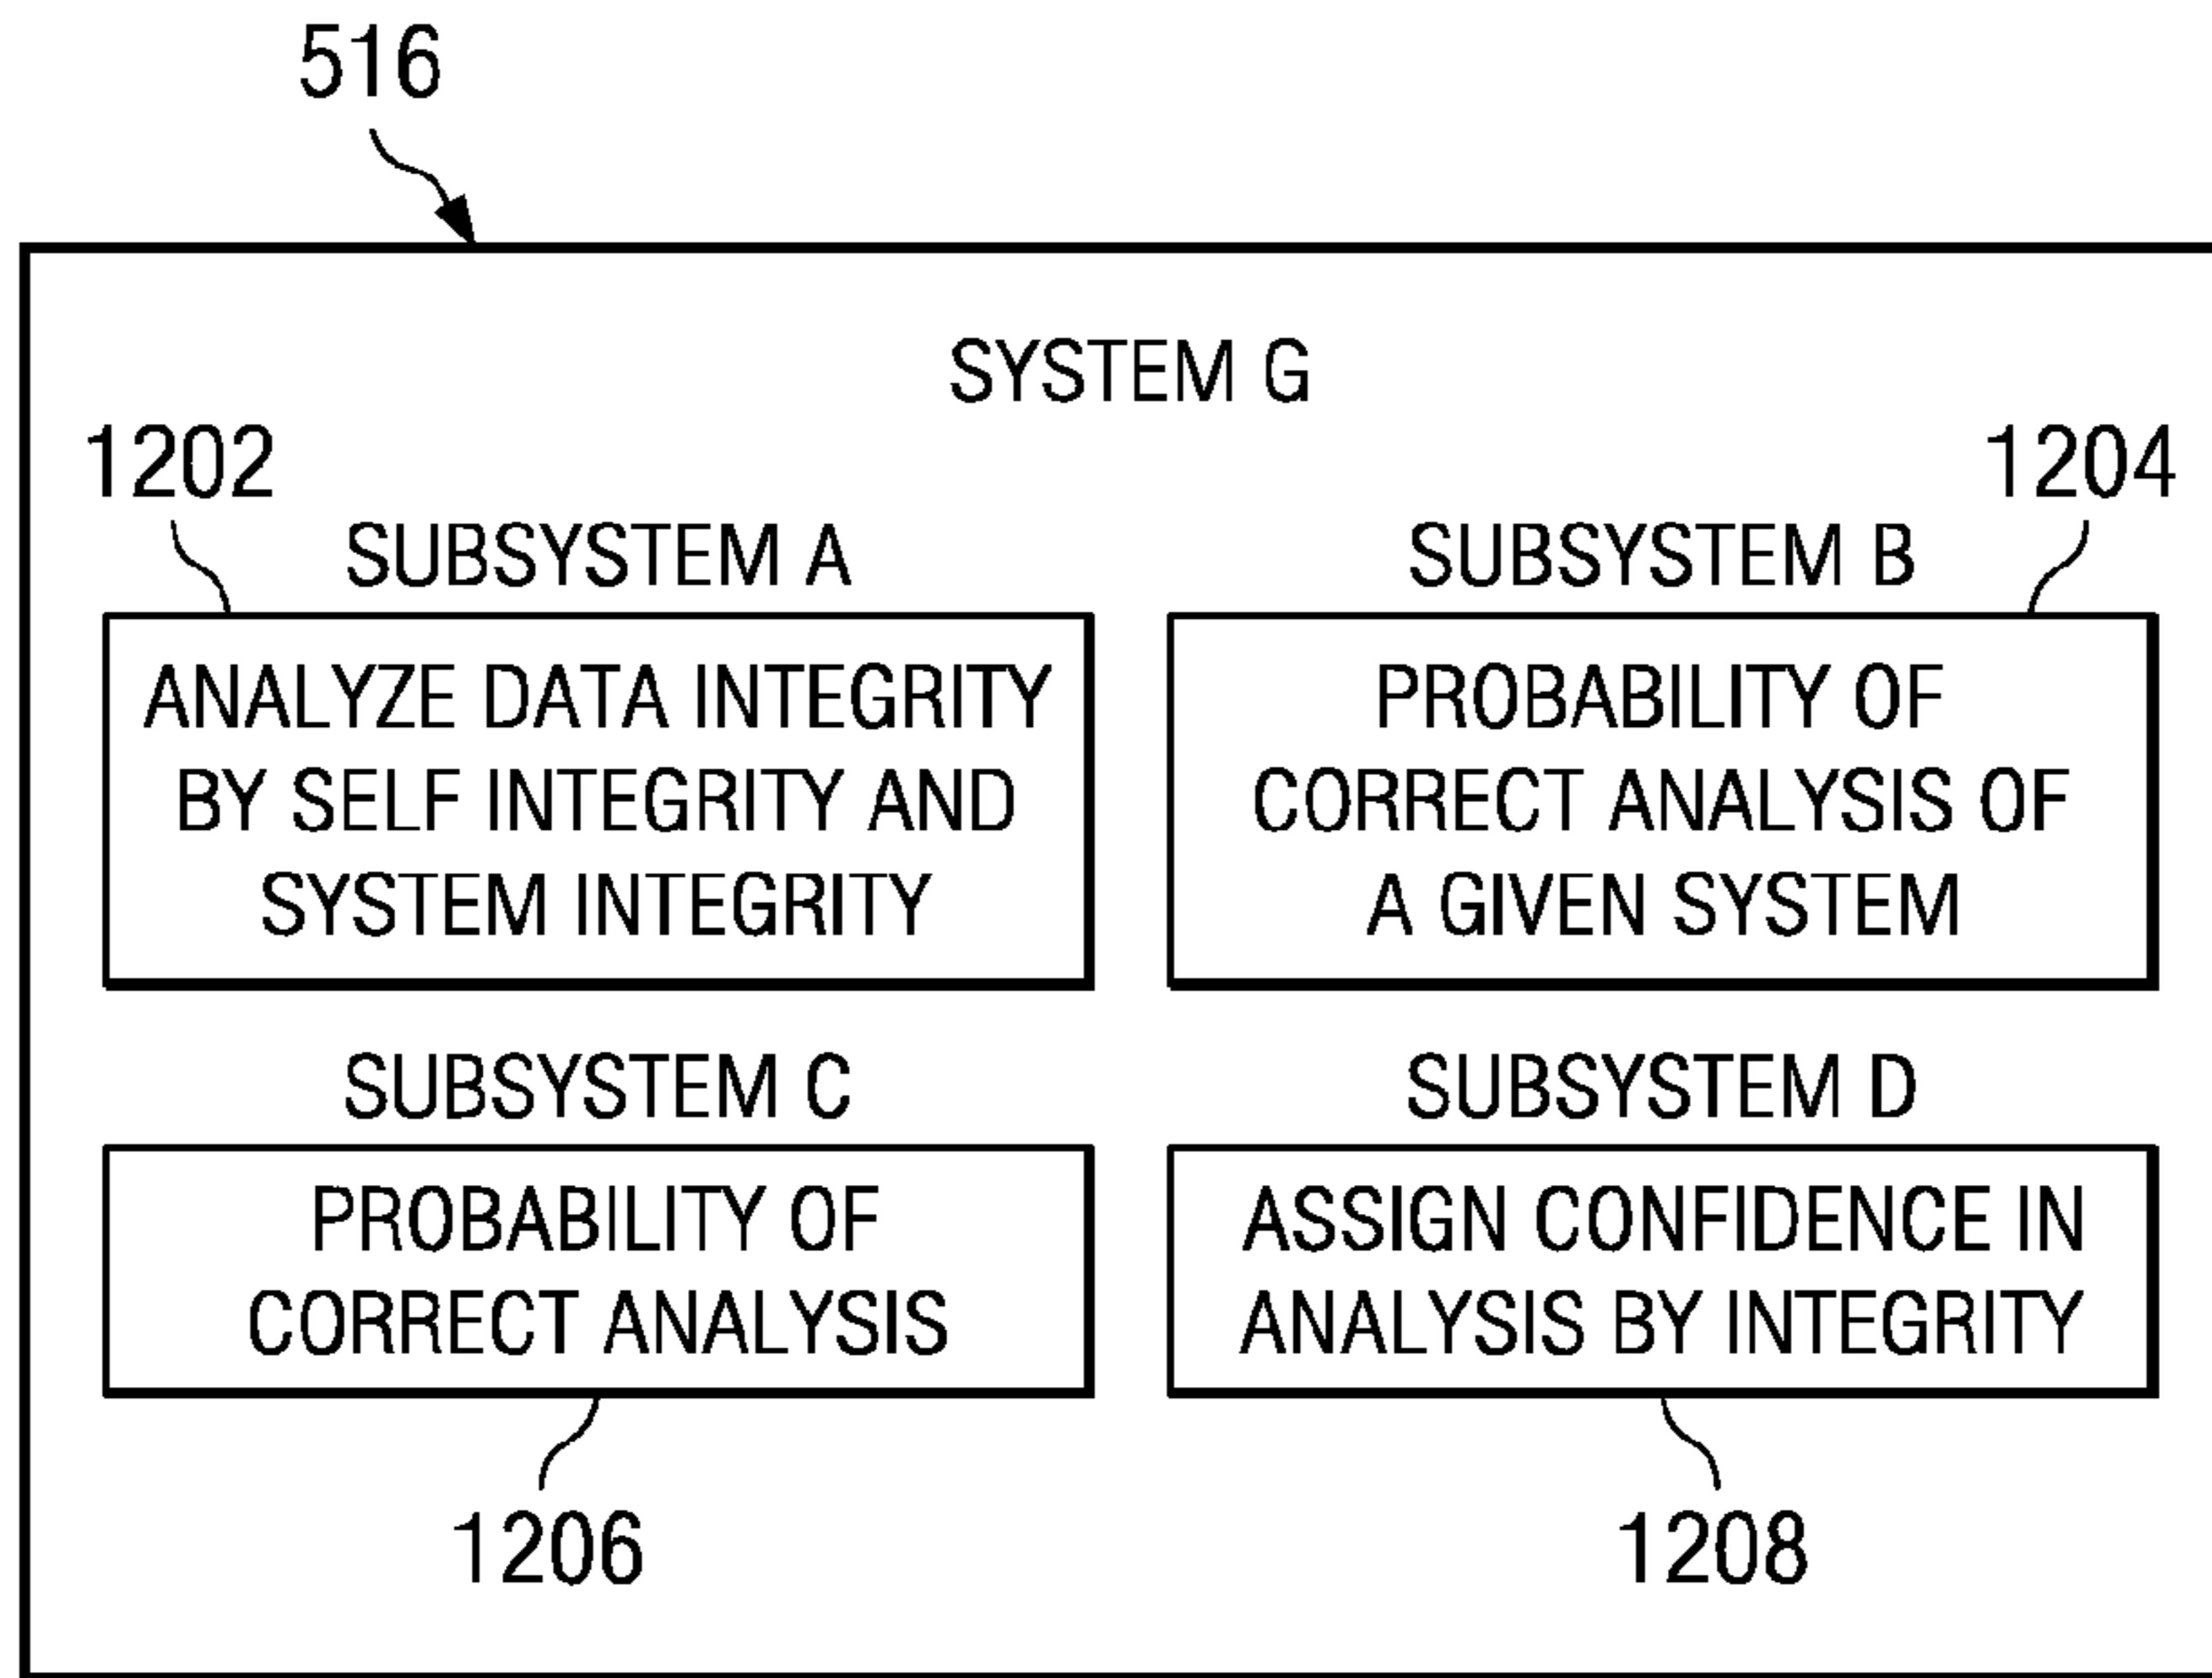 516
SYSTEM G
1202
1204
SUBSYSTEM A
SUBSYSTEM B
ANALYZE DATA INTEGRITY
BY SELF INTEGRITY AND
SYSTEM INTEGRITY
PROBABILITY OF
CORRECT ANALYSIS OF
A GIVEN SYSTEM
SUBSYSTEM C
SUBSYSTEM D
PROBABILITY OF
CORRECT ANALYSIS
ASSIGN CONFIDENCE IN
ANALYSIS BY INTEGRITY
1206
1208